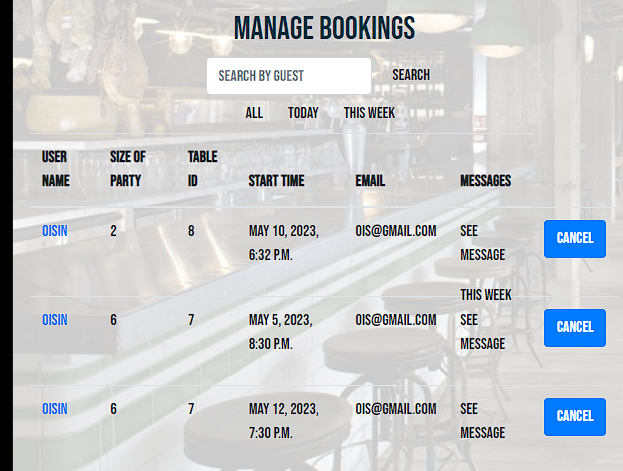 MANAGE BOOKINGS
SEARCH BY GUEST SEARCH
ALL TODAY THIS WEEK
USER NAME SIZE OF PARTY TABLE ID START TIME EMAIL MESSAGES
OISIN 2 8 MAY 10, 2023, 6:32 P.M. OIS@GMAIL.COM SEE MESSAGE CANCEL
THIS WEEK
OISIN 6 7 MAY 5, 2023, 8:30 P.M. OIS@GMAIL.COM SEE MESSAGE CANCEL
OISIN 6 7 MAY 12, 2023, 7:30 P.M. OIS@GMAIL.COM SEE MESSAGE CANCEL